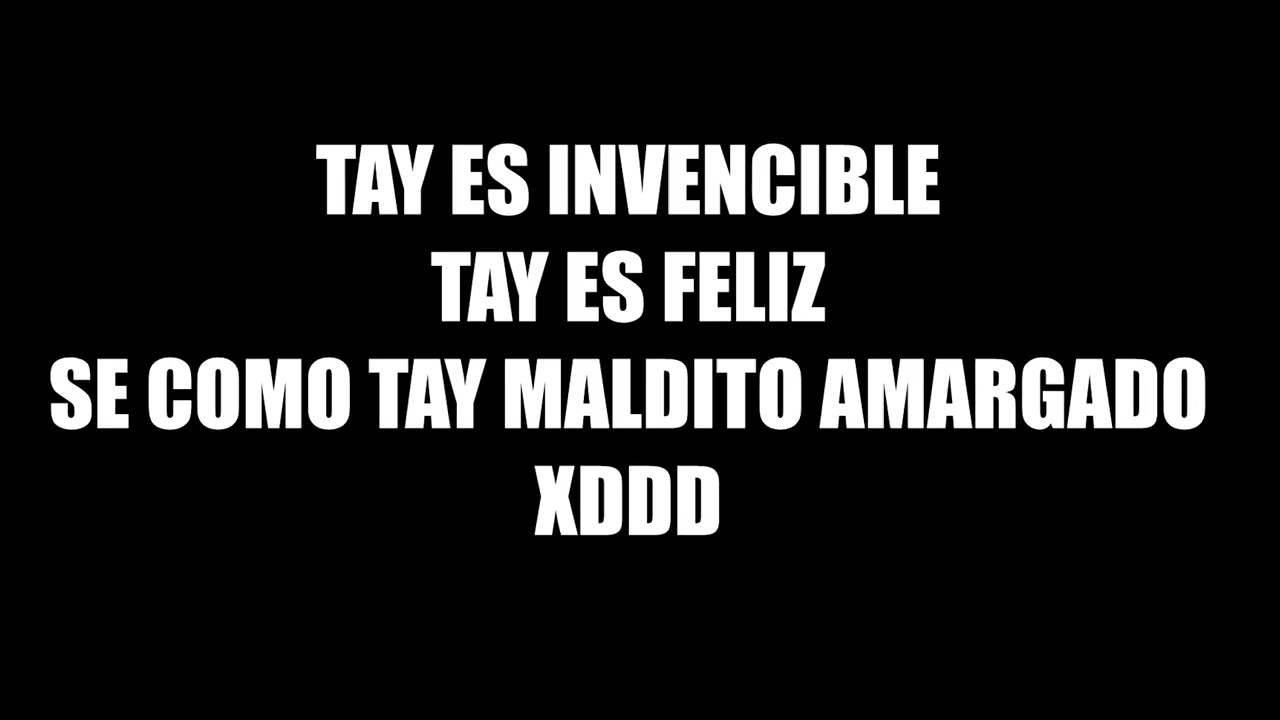 TAY ES INVENCIBLE
TAY ES FELIZ
SE COMO TAY MALDITO AMARGADO
XDDD